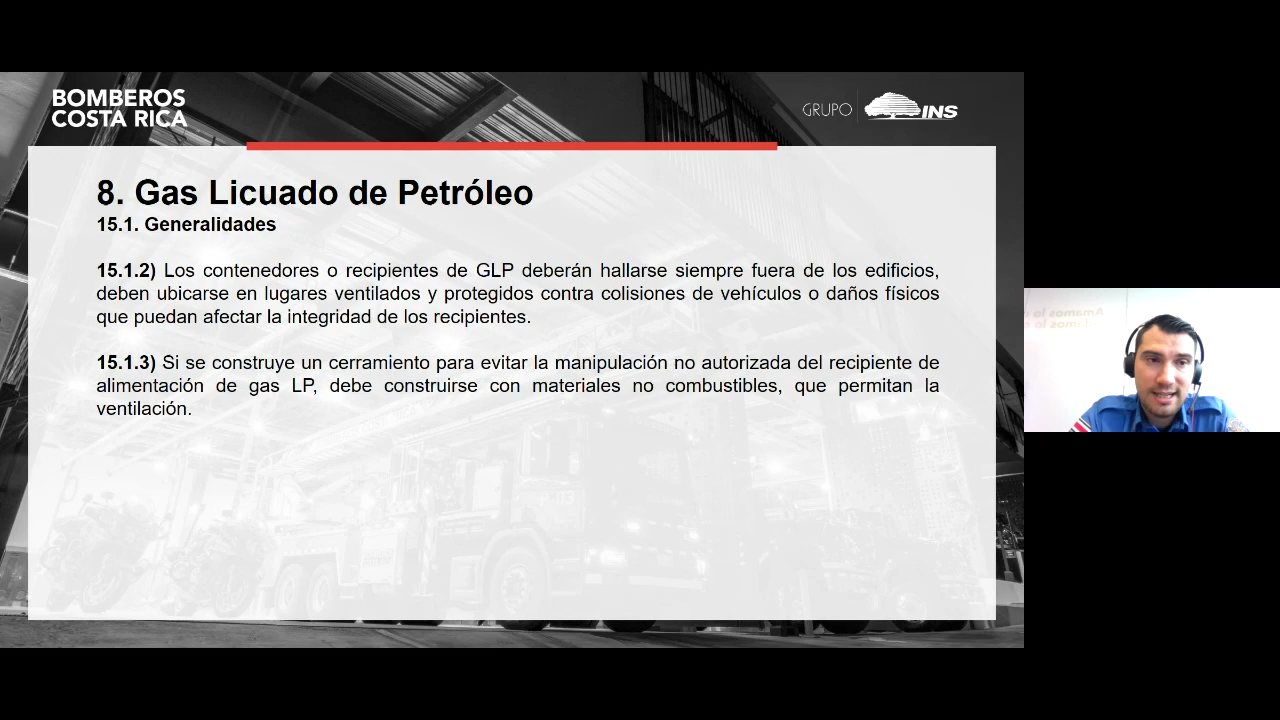 BOMBEROS
COSTA RICA
GRUPO INS
8. Gas Licuado de Petróleo
15.1. Generalidades
15.1.2) Los contenedores o recipientes de GLP deberán hallarse siempre fuera de los edificios,
deben ubicarse en lugares ventilados y protegidos contra colisiones de vehículos o daños físicos
que puedan afectar la integridad de los recipientes.
15.1.3) Si se construye un cerramiento para evitar la manipulación no autorizada del recipiente de
alimentación de gas LP, debe construirse con materiales no combustibles, que permitan la
ventilación.